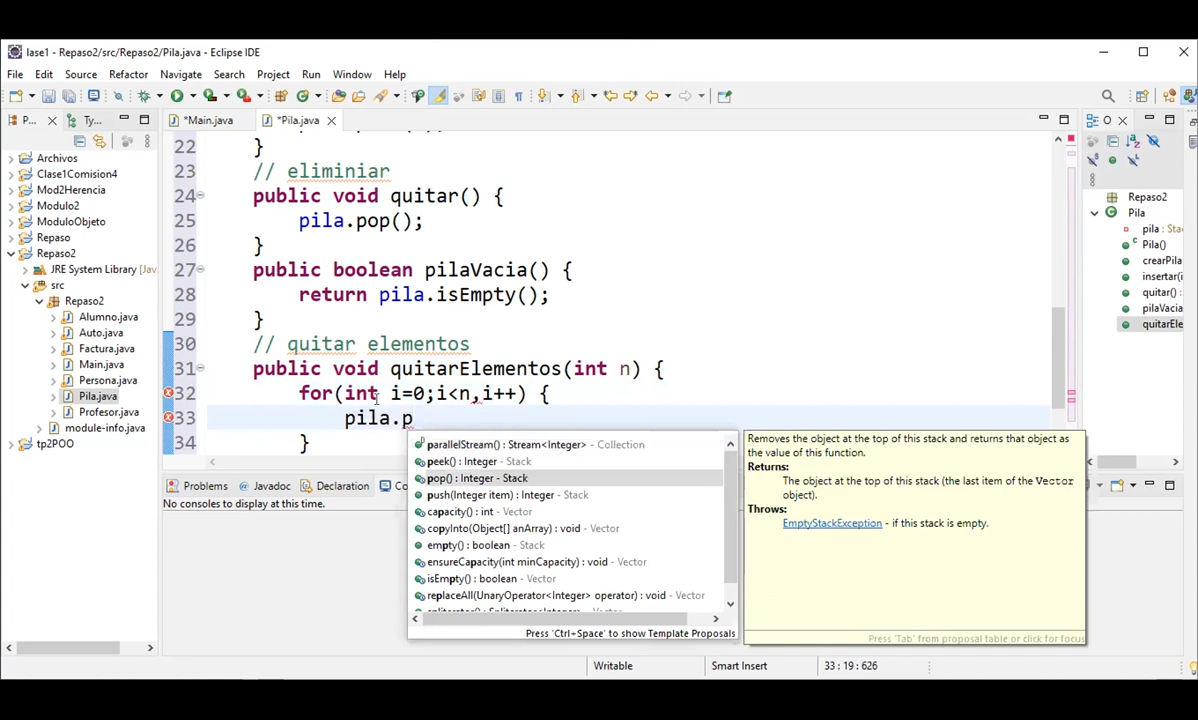 lase1 - Repaso2/src/Repaso2/Pila.java - Eclipse IDE
File Edit Source Refactor Navigate Search Project Run Window Help
P... Ty... *Main.java *Pila.java O
Archivos
Clase1Comision4
Mod2Herencia
Modulo2
ModuloObjeto
Repaso
Repaso2
JRE System Library [Jav
src
Repaso2
Alumno.java
Auto.java
Factura.java
Main.java
Persona.java
Pila.java
Profesor.java
module-info.java
tp2POO
22 }
23 // eliminiar
24 public void quitar() {
25 pila.pop();
26 }
27 public boolean pilaVacia() {
28 return pila.isEmpty();
29 }
30 // quitar elementos
31 public void quitarElementos(int n) {
32 for(int i=0;i<n,i++) {
33 pila.p
34 }
parallelStream() : Stream<Integer> - Collection
peek() : Integer - Stack
pop() : Integer - Stack
push(Integer item) : Integer - Stack
capacity() : int - Vector
copyInto(Object[] anArray) : void - Vector
empty() : boolean - Stack
ensureCapacity(int minCapacity) : void - Vector
isEmpty() : boolean - Vector
replaceAll(UnaryOperator<Integer> operator) : void - Vector
Press 'Ctrl+Space' to show Template Proposals
Removes the object at the top of this stack and returns that object as
the value of this function.
Returns:
The object at the top of this stack (the last item of the Vector
object).
Throws:
EmptyStackException - if this stack is empty.
Press 'Tab' from proposal table or click for focus
Repaso2
Pila
pila : Stac
Pila()
crearPila
insertar(i
quitar() :
pilaVacia
quitarEle
Problems Javadoc Declaration Co
No consoles to display at this time.
Writable Smart Insert 33 : 19 : 626